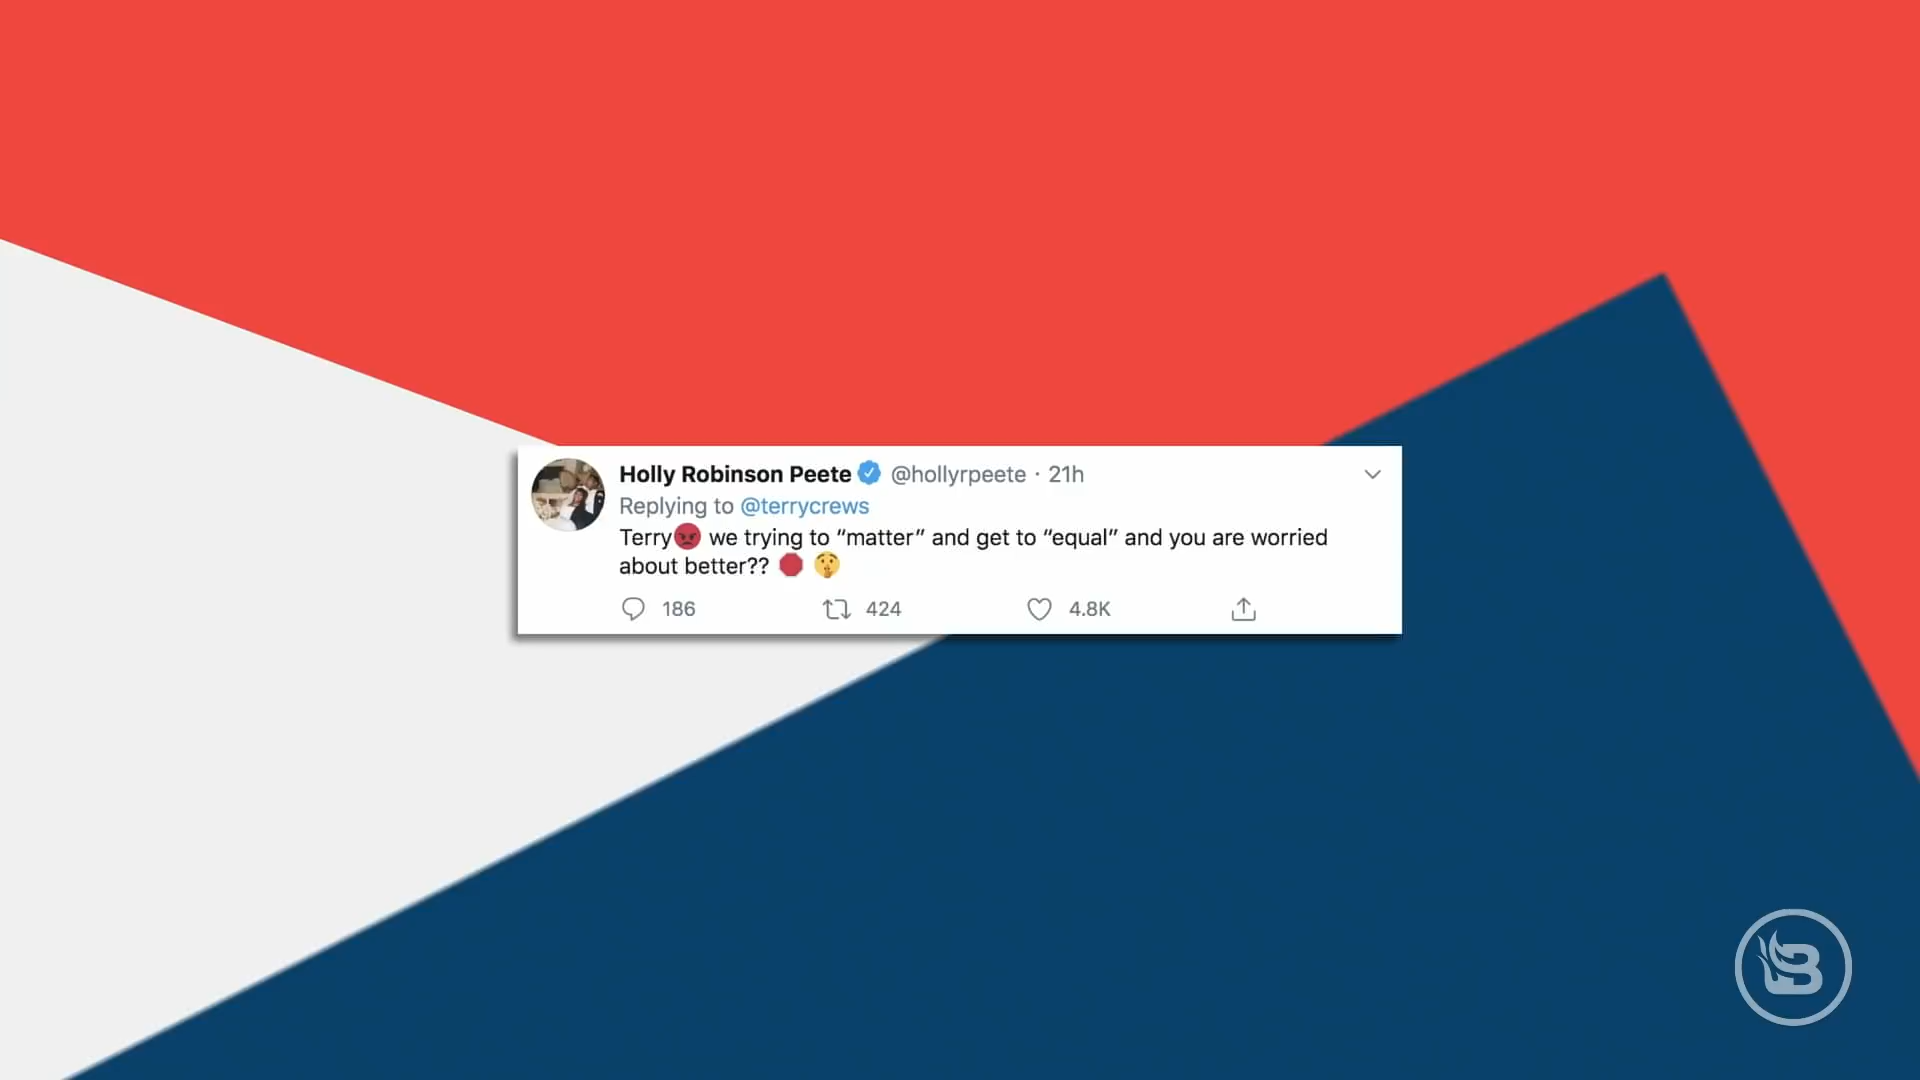 Holly Robinson Peete @hollyrpeete · 21h
Replying to @terrycrews
Terry😡 we trying to “matter” and get to “equal” and you are worried
about better?? 🛑 🤫
186 424 4.8K
B